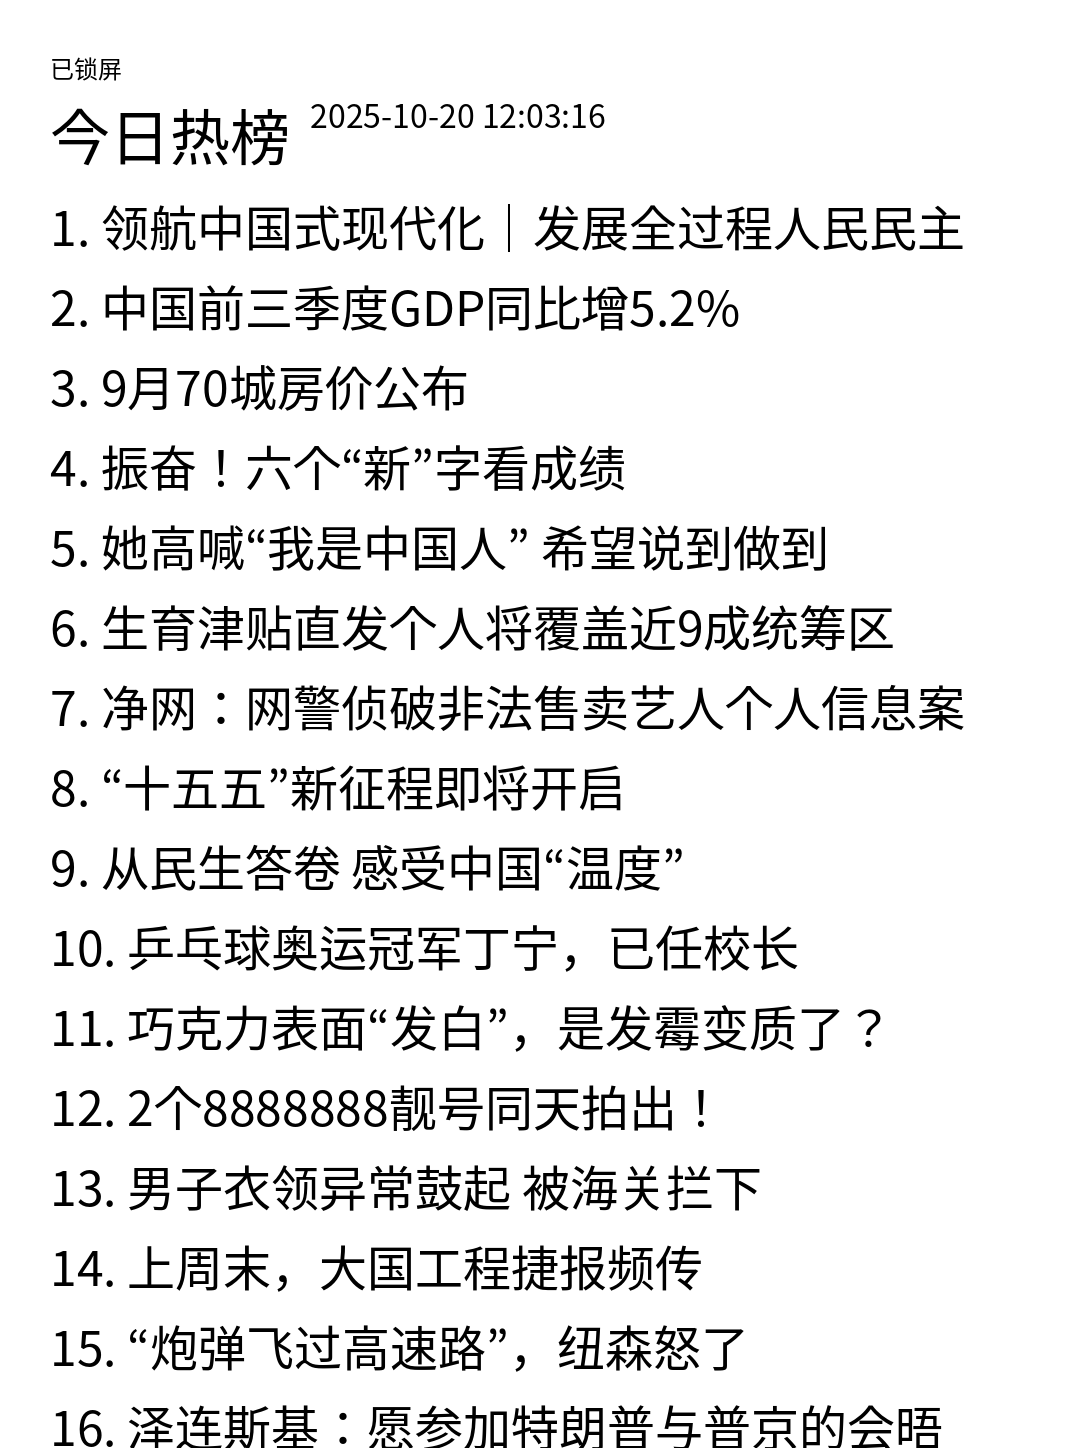 已锁屏
今日热榜 2025-10-20 12:03:16
1. 领航中国式现代化｜发展全过程人民民主
2. 中国前三季度GDP同比增5.2%
3. 9月70城房价公布
4. 振奋！六个“新”字看成绩
5. 她高喊“我是中国人” 希望说到做到
6. 生育津贴直发个人将覆盖近9成统筹区
7. 净网：网警侦破非法售卖艺人个人信息案
8. “十五五”新征程即将开启
9. 从民生答卷 感受中国“温度”
10. 乒乓球奥运冠军丁宁，已任校长
11. 巧克力表面“发白”，是发霉变质了？
12. 2个8888888靓号同天拍出！
13. 男子衣领异常鼓起 被海关拦下
14. 上周末，大国工程捷报频传
15. “炮弹飞过高速路”，纽森怒了
16. 泽连斯基：愿参加特朗普与普京的会晤